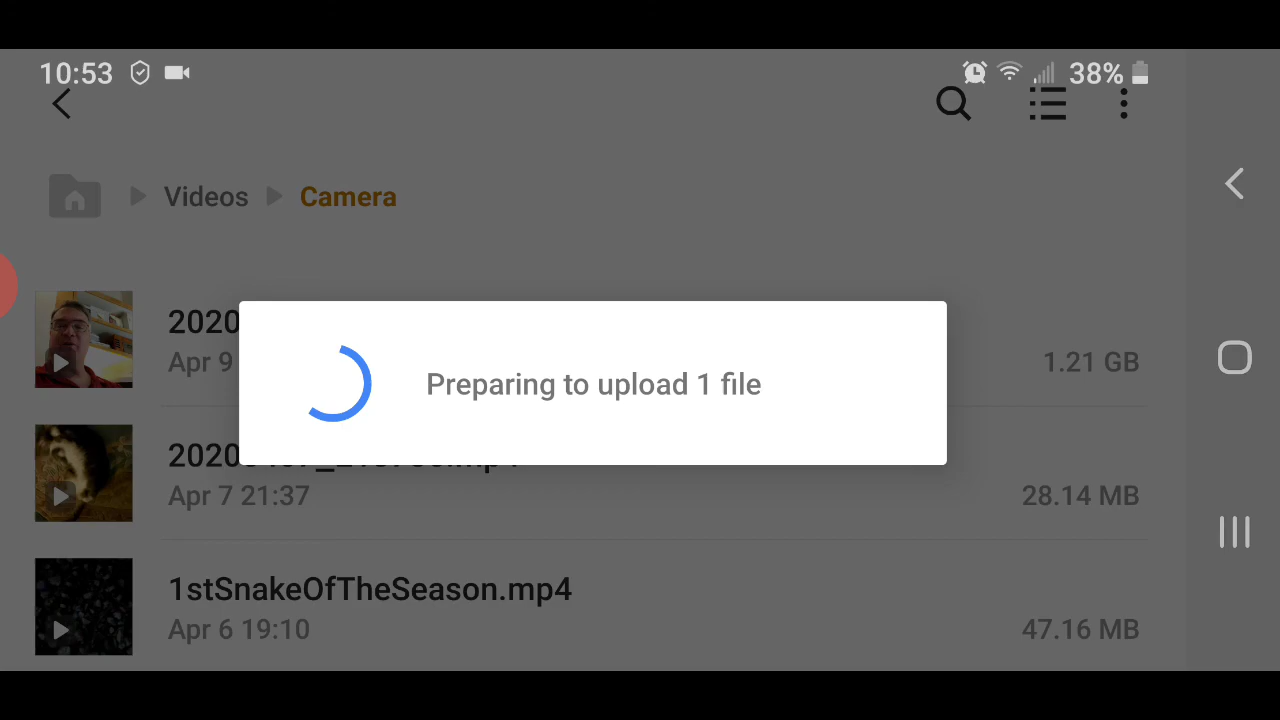 10:53
38%
Videos
Camera
2020
Apr 9
1.21 GB
Preparing to upload 1 file
2020
Apr 7 21:37
28.14 MB
1stSnakeOfTheSeason.mp4
Apr 6 19:10
47.16 MB